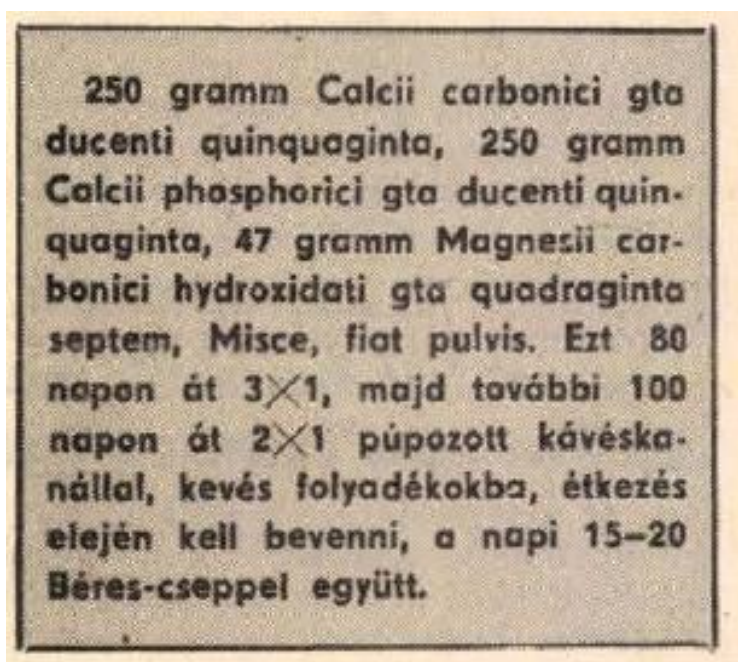 250 gramm Calcii carbonici gta
ducenti quinquaginta, 250 gramm
Calcii phosphorici gta ducenti quin-
quaginta, 47 gramm Magnesii car-
bonici hydroxidati gta quadraginta
septem, Misce, fiat pulvis. Ezt 80
napon át 3×1, majd további 100
napon át 2×1 púpozott kávéska-
nállal, kevés folyadékokba, étkezés
elején kell bevenni, a napi 15–20
Béres-cseppel együtt.